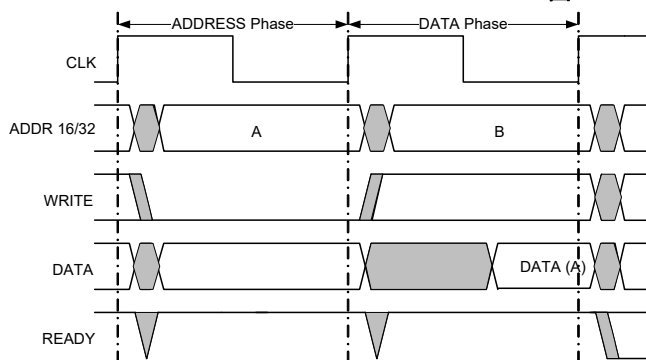 ADDRESS Phase DATA Phase
CLK
ADDR 16/32 A B
WRITE
DATA DATA (A)
READY